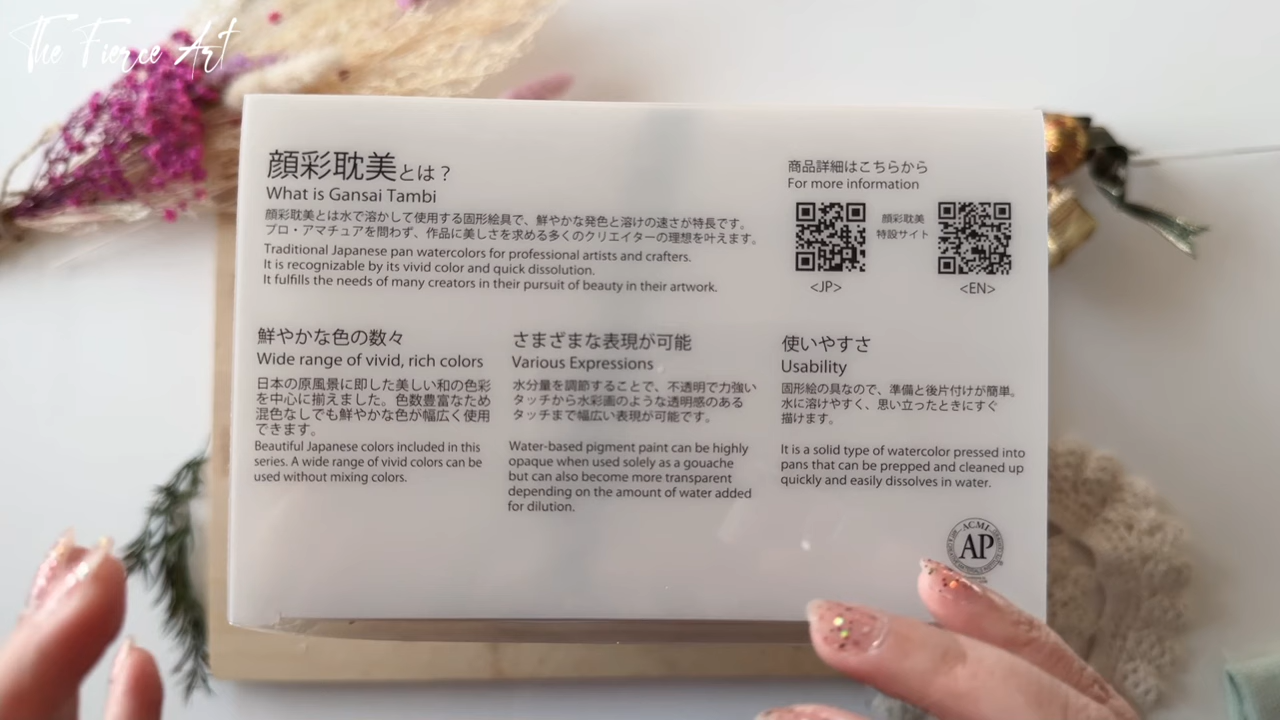 The Fierce Art
顔彩耽美とは？
What is Gansai Tambi
顔彩耽美とは水で溶かして使用する固形絵具で、鮮やかな発色と溶けの速さが特長です。
プロ・アマチュアを問わず、作品に美しさを求める多くのクリエイターの理想を叶えます。
Traditional Japanese pan watercolors for professional artists and crafters.
It is recognizable by its vivid color and quick dissolution.
It fulfills the needs of many creators in their pursuit of beauty in their artwork.
商品詳細はこちらから
For more information
顔彩耽美
特設サイト
<JP>
<EN>
鮮やかな色の数々
Wide range of vivid, rich colors
日本の原風景に即した美しい和の色彩
を中心に揃えました。色数豊富なため
混色なしでも鮮やかな色が幅広く使用
できます。
Beautiful Japanese colors included in this
series. A wide range of vivid colors can be
used without mixing colors.
さまざまな表現が可能
Various Expressions
水分量を調節することで、不透明で力強い
タッチから水彩画のような透明感のある
タッチまで幅広い表現が可能です。
Water-based pigment paint can be highly
opaque when used solely as a gouache
but can also become more transparent
depending on the amount of water added
for dilution.
使いやすさ
Usability
固形絵の具なので、準備と後片付けが簡単。
水に溶けやすく、思い立ったときにすぐ
描けます。
It is a solid type of watercolor pressed into
pans that can be prepped and cleaned up
quickly and easily dissolves in water.
ACMI
AP